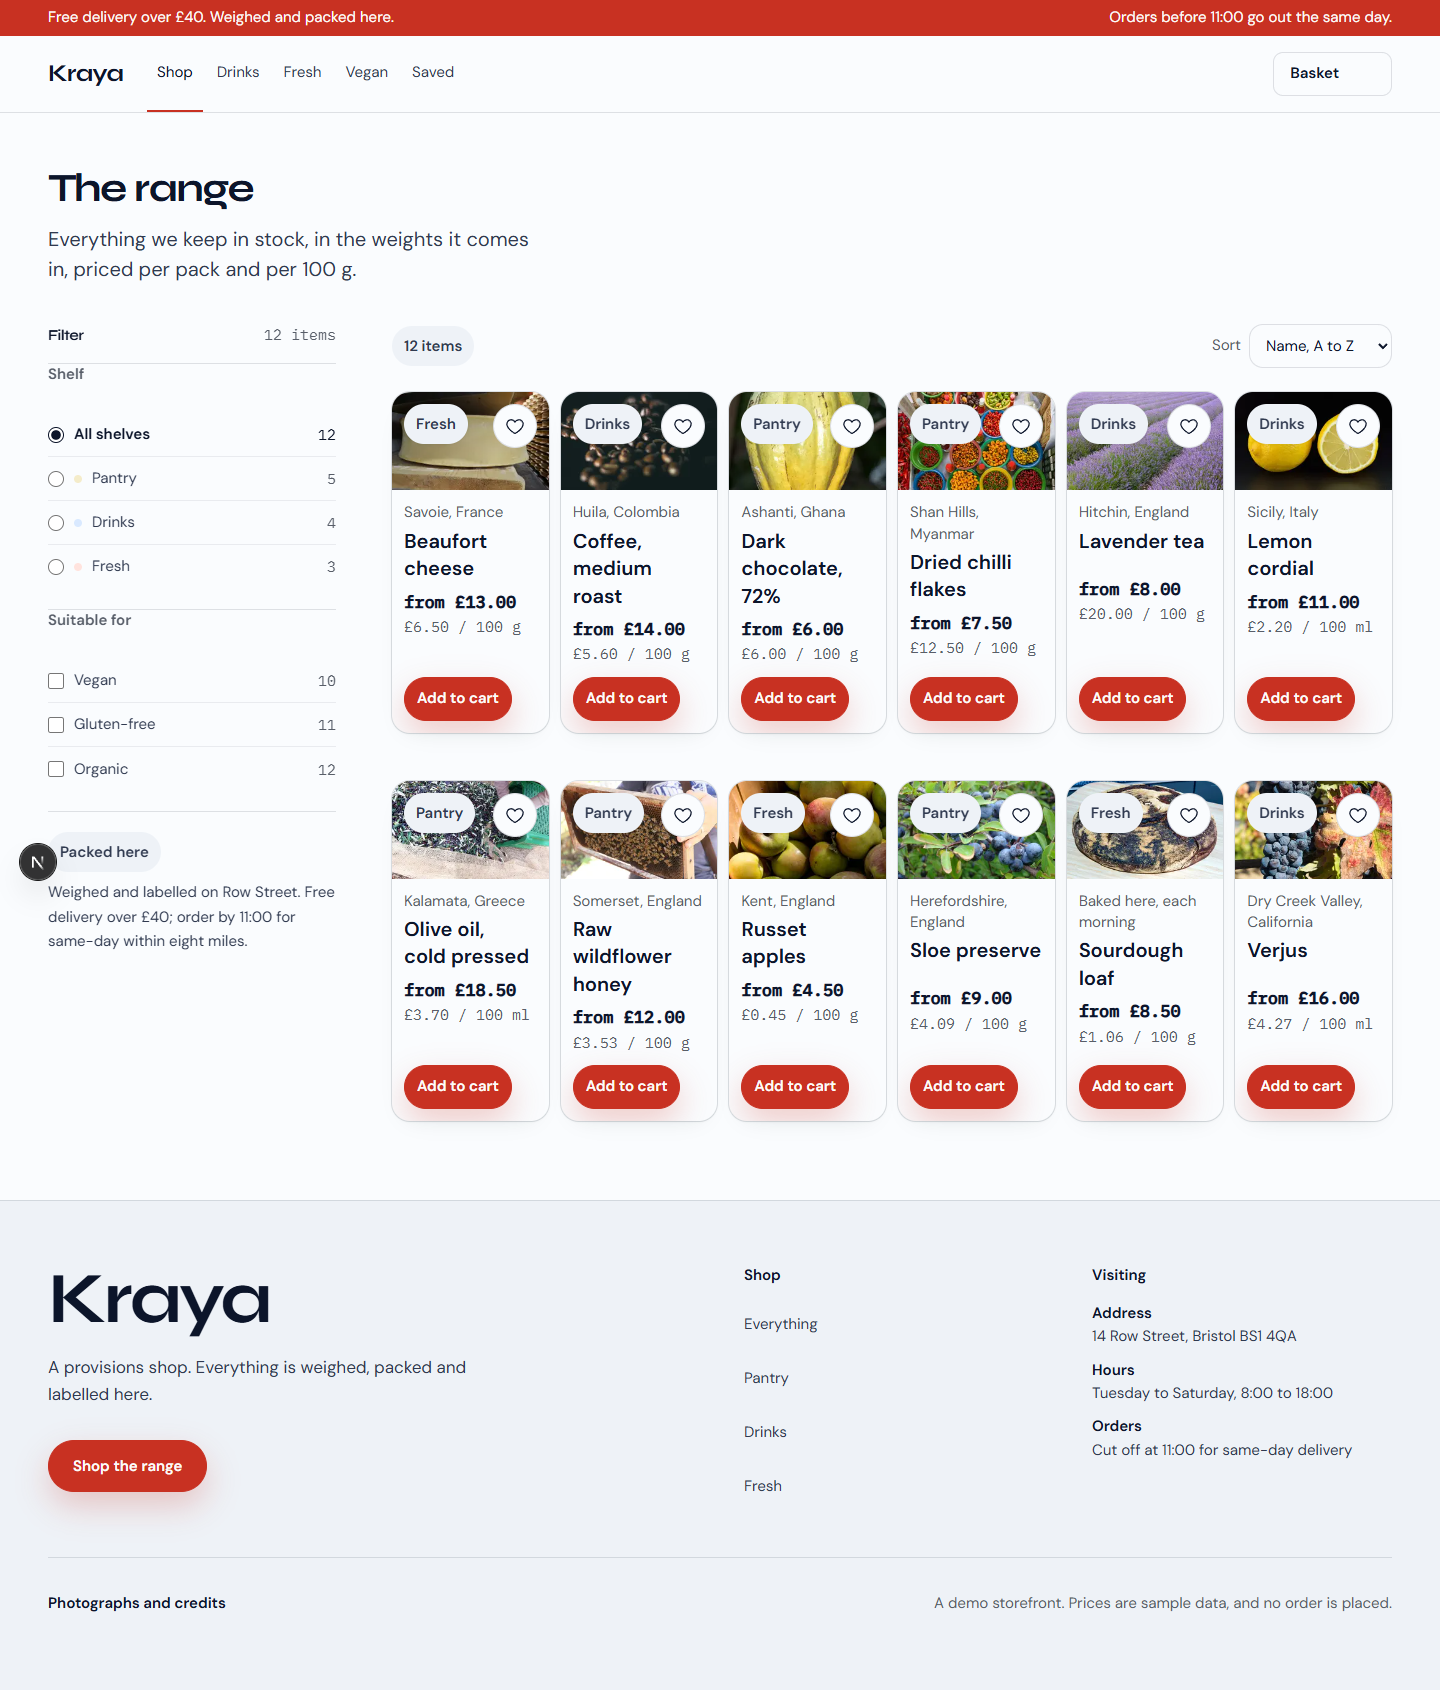 Free delivery over £40. Weighed and packed here.
Orders before 11:00 go out the same day.
Kraya
Shop
Drinks
Fresh
Vegan
Saved
Basket
The range
Everything we keep in stock, in the weights it comes
in, priced per pack and per 100 g.
Filter
12 items
Shelf
All shelves
12
Pantry
5
Drinks
4
Fresh
3
Suitable for
Vegan
10
Gluten-free
11
Organic
12
N
Packed here
Weighed and labelled on Row Street. Free
delivery over £40; order by 11:00 for
same-day within eight miles.
12 items
Sort
Name, A to Z
Fresh
Savoie, France
Beaufort
cheese
from £13.00
£6.50 / 100 g
Add to cart
Drinks
Huila, Colombia
Coffee,
medium
roast
from £14.00
£5.60 / 100 g
Add to cart
Pantry
Ashanti, Ghana
Dark
chocolate,
72%
from £6.00
£6.00 / 100 g
Add to cart
Pantry
Shan Hills,
Myanmar
Dried chilli
flakes
from £7.50
£12.50 / 100 g
Add to cart
Drinks
Hitchin, England
Lavender tea
from £8.00
£20.00 / 100 g
Add to cart
Drinks
Sicily, Italy
Lemon
cordial
from £11.00
£2.20 / 100 ml
Add to cart
Pantry
Kalamata, Greece
Olive oil,
cold pressed
from £18.50
£3.70 / 100 ml
Add to cart
Pantry
Somerset, England
Raw
wildflower
honey
from £12.00
£3.53 / 100 g
Add to cart
Fresh
Kent, England
Russet
apples
from £4.50
£0.45 / 100 g
Add to cart
Pantry
Herefordshire,
England
Sloe preserve
from £9.00
£4.09 / 100 g
Add to cart
Fresh
Baked here, each
morning
Sourdough
loaf
from £8.50
£1.06 / 100 g
Add to cart
Drinks
Dry Creek Valley,
California
Verjus
from £16.00
£4.27 / 100 ml
Add to cart
Kraya
A provisions shop. Everything is weighed, packed and
labelled here.
Shop the range
Shop
Everything
Pantry
Drinks
Fresh
Visiting
Address
14 Row Street, Bristol BS1 4QA
Hours
Tuesday to Saturday, 8:00 to 18:00
Orders
Cut off at 11:00 for same-day delivery
Photographs and credits
A demo storefront. Prices are sample data, and no order is placed.